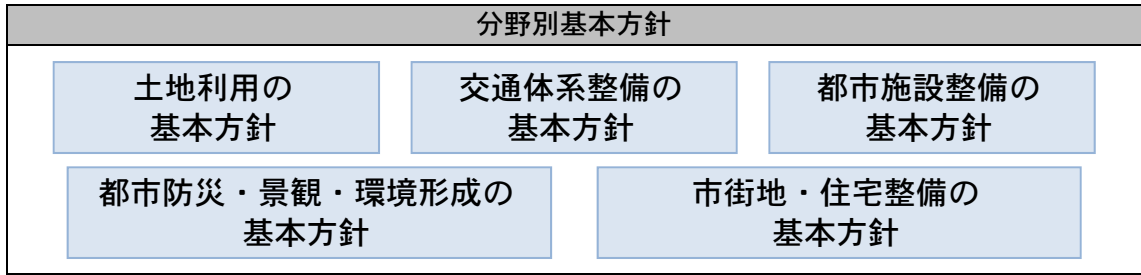 分野別基本方針
土地利用の
基本方針
交通体系整備の
基本方針
都市施設整備の
基本方針
都市防災・景観・環境形成の
基本方針
市街地・住宅整備の
基本方針